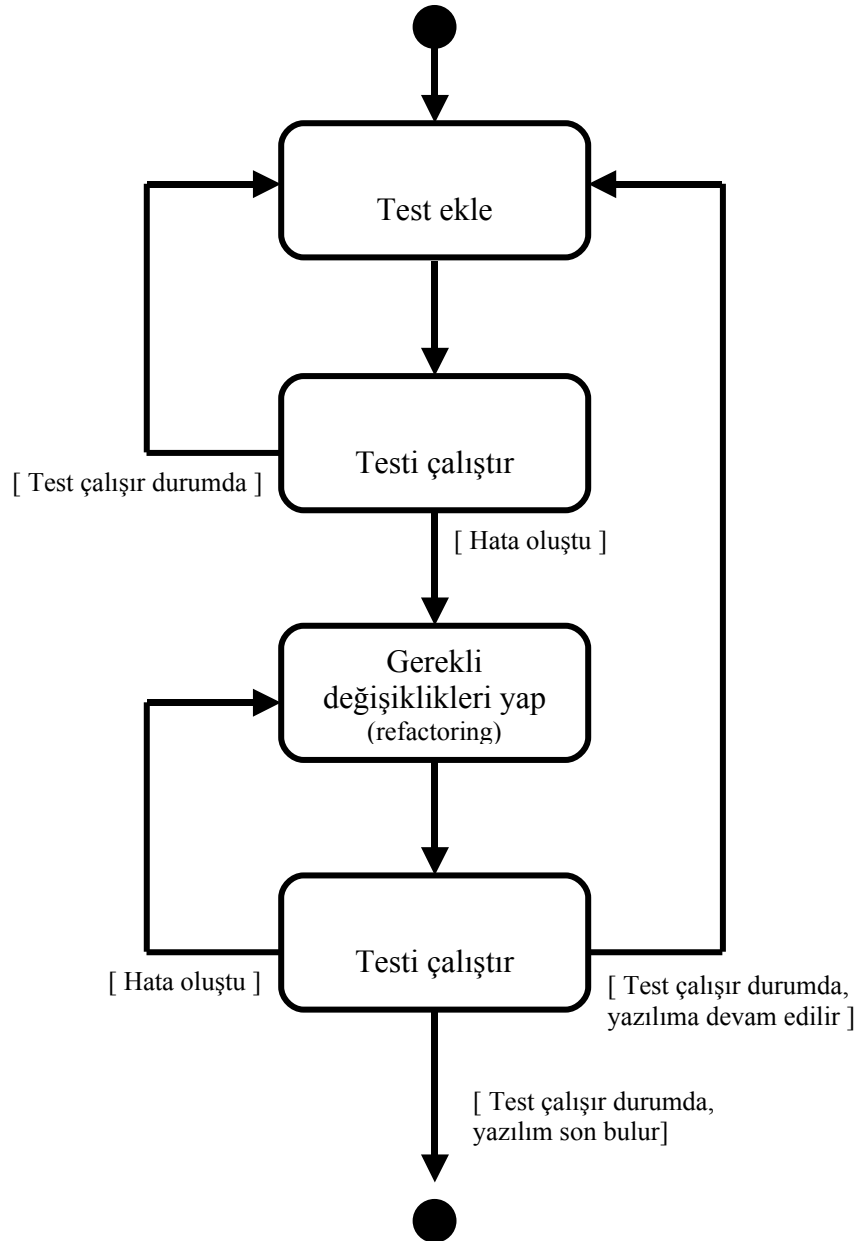 Test ekle
Testi çalıştır
[ Test çalışır durumda ]
[ Hata oluştu ]
Gerekli
değişiklikleri yap
(refactoring)
Testi çalıştır
[ Hata oluştu ]
[ Test çalışır durumda,
yazılıma devam edilir ]
[ Test çalışır durumda,
yazılım son bulur]